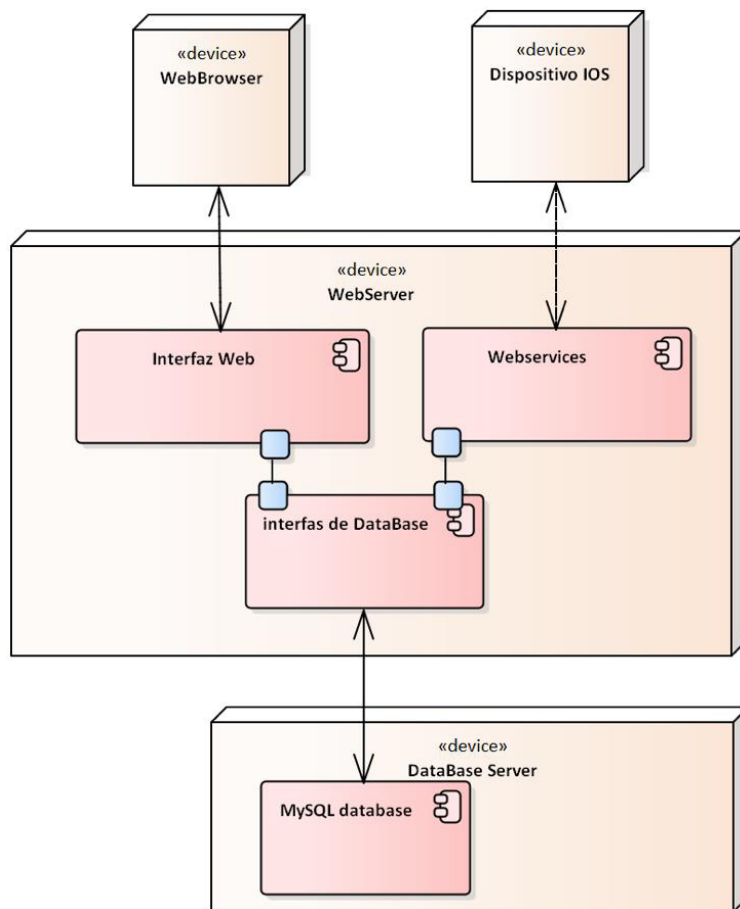 «device»
WebBrowser
«device»
Dispositivo IOS
«device»
WebServer
Interfaz Web
Webservices
interfas de DataBase
«device»
DataBase Server
MySQL database